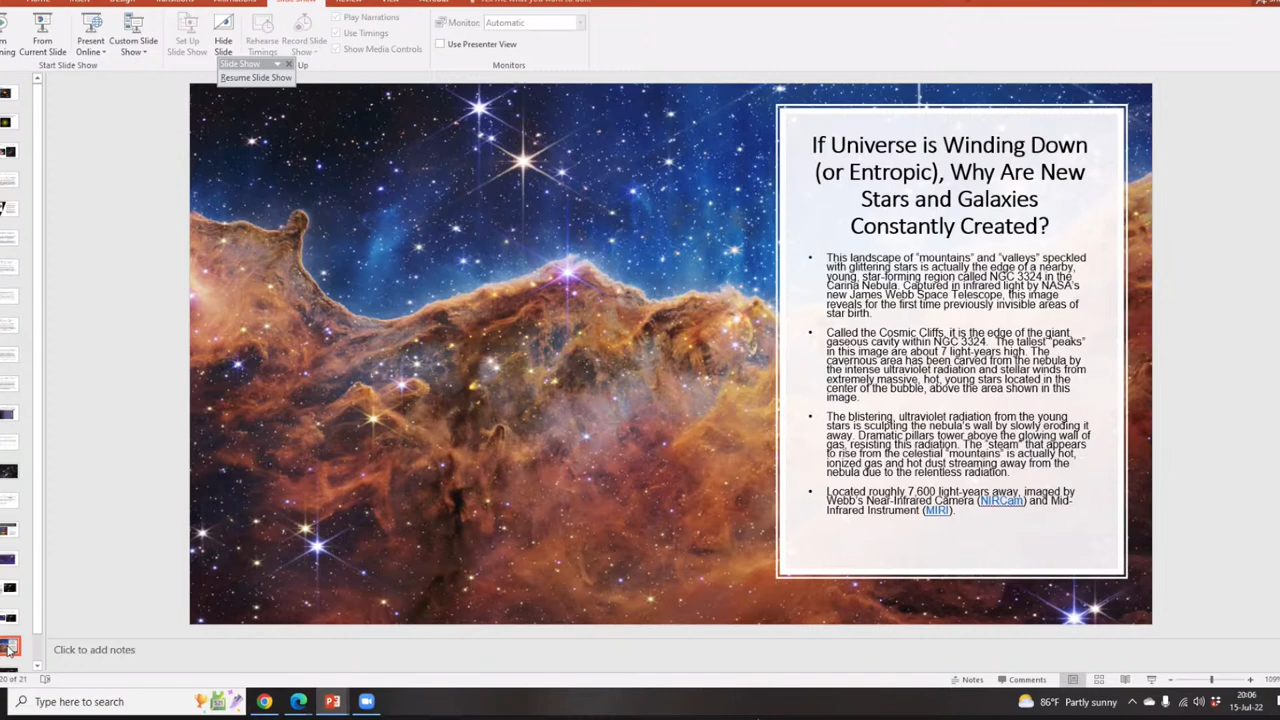 From
Current Slide
Present
Online
Custom Slide
Show
Set Up
Slide Show
Hide
Slide
Rehearse
Timings
Record Slide
Show
Play Narrations
Use Timings
Show Media Controls
Monitor:
Automatic
Use Presenter View
Start Slide Show
Up
Monitors
Slide Show
Resume Slide Show
If Universe is Winding Down
(or Entropic), Why Are New
Stars and Galaxies
Constantly Created?
• This landscape of "mountains" and "valleys" speckled
with glittering stars is actually the edge of a nearby,
young, star-forming region called NGC 3324 in the
Carina Nebula. Captured in infrared light by NASA's
new James Webb Space Telescope, this image
reveals for the first time previously invisible areas of
star birth.
• Called the Cosmic Cliffs, it is the edge of the giant,
gaseous cavity within NGC 3324. The tallest "peaks"
in this image are about 7 light-years high. The
cavernous area has been carved from the nebula by
the intense ultraviolet radiation and stellar winds from
extremely massive, hot, young stars located in the
center of the bubble, above the area shown in this
image.
• The blistering, ultraviolet radiation from the young
stars is sculpting the nebula's wall by slowly eroding it
away. Dramatic pillars tower above the glowing wall of
gas, resisting this radiation. The "steam" that appears
to rise from the celestial "mountains" is actually hot,
ionized gas and hot dust streaming away from the
nebula due to the relentless radiation.
• Located roughly 7,600 light-years away, imaged by
Webb's Near-Infrared Camera (NIRCam) and Mid-
Infrared Instrument (MIRI).
Click to add notes
20 of 21
Notes
Comments
109%
Type here to search
86°F Partly sunny
20:06
15-Jul-22